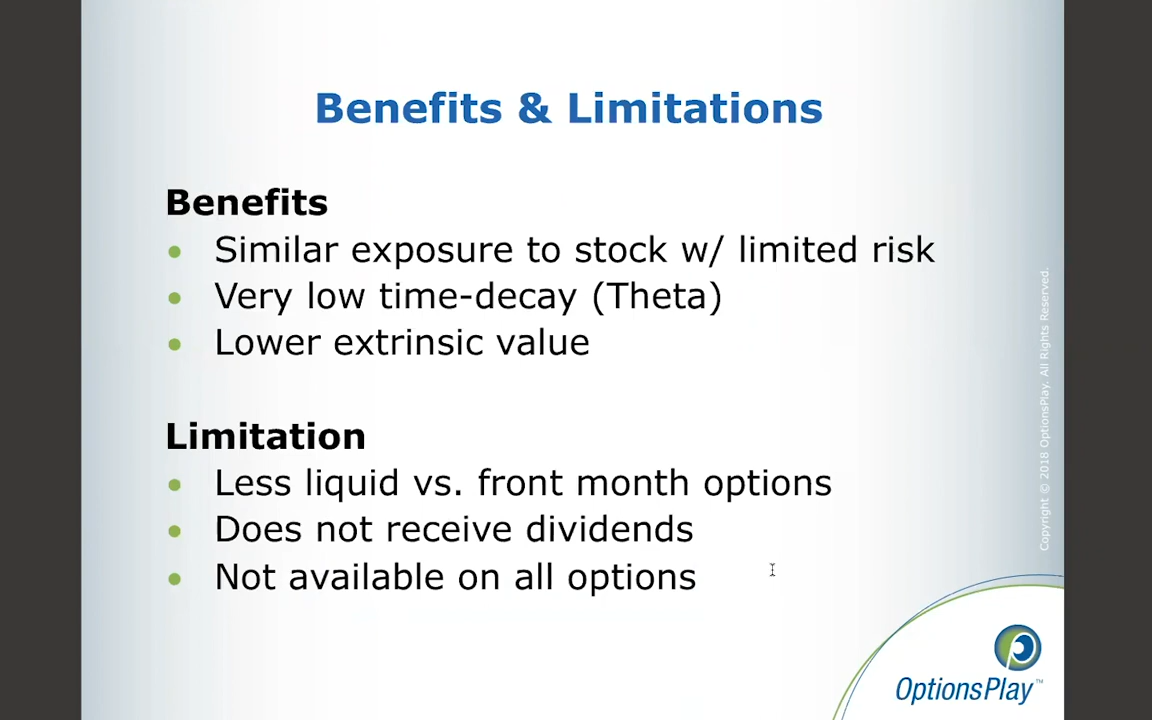 Benefits & Limitations
Benefits
• Similar exposure to stock w/ limited risk
• Very low time-decay (Theta)
• Lower extrinsic value
Limitation
• Less liquid vs. front month options
• Does not receive dividends
• Not available on all options
Copyright © 2018 OptionsPlay. All Rights Reserved.
OptionsPlay™